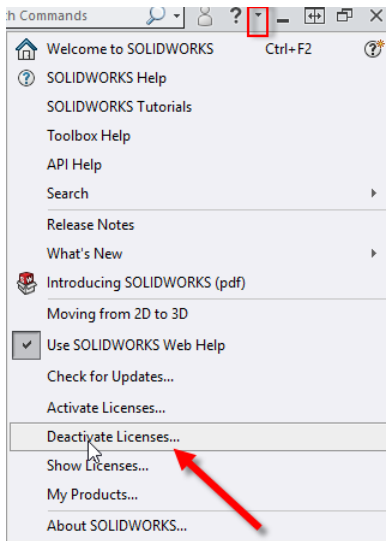 h Commands
?
Welcome to SOLIDWORKS Ctrl+F2
SOLIDWORKS Help
SOLIDWORKS Tutorials
Toolbox Help
API Help
Search
Release Notes
What's New
Introducing SOLIDWORKS (pdf)
Moving from 2D to 3D
Use SOLIDWORKS Web Help
Check for Updates...
Activate Licenses...
Deactivate Licenses...
Show Licenses...
My Products...
About SOLIDWORKS...